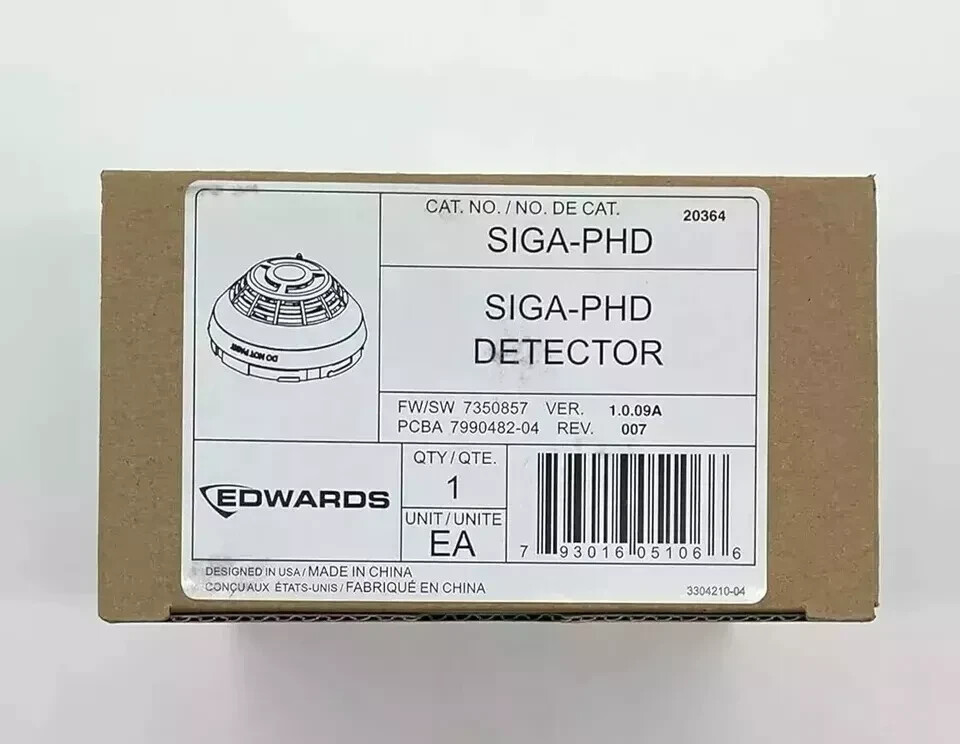 CAT. NO. / NO. DE CAT.
20364
SIGA-PHD
SIGA-PHD
DETECTOR
DO NOT PAINT
FW/SW 7350857 VER. 1.0.09A
PCBA 7990482-04 REV. 007
EDWARDS
QTY / QTE.
1
UNIT / UNITE
EA
7 93016 05106 6
DESIGNED IN USA / MADE IN CHINA
CONÇUIAUX ÉTATS-UNIS / FABRIQUÉ EN CHINA
3304210-04